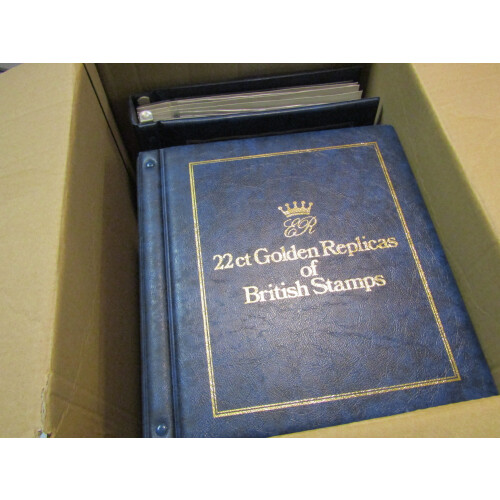 ER
22ct Golden Replicas
of
British Stamps